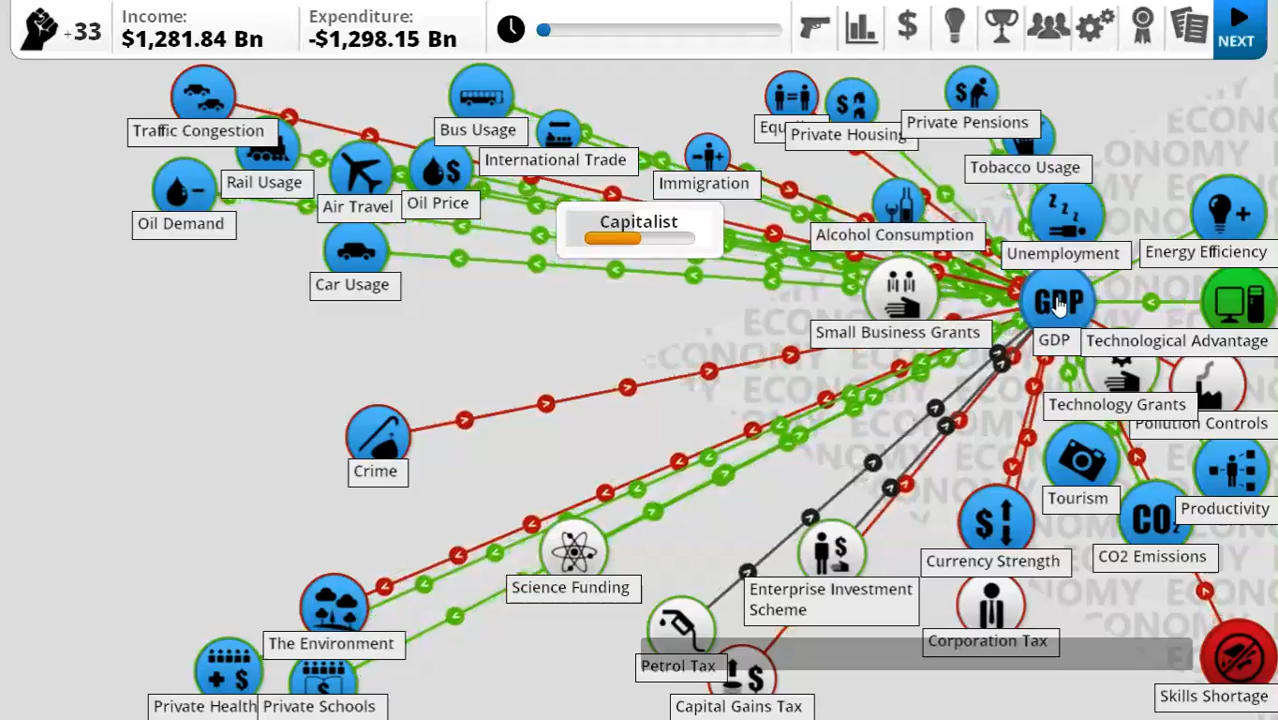 Income:
Expenditure:
+33
$1,281.84 Bn
-$1,298.15 Bn
NEXT
Traffic Congestion
Bus Usage
International Trade
Private Housing
Private Pensions
Tobacco Usage
Rail Usage
Immigration
Oil Demand
Air Travel
Oil Price
Capitalist
Alcohol Consumption
Unemployment
Energy Efficiency
Car Usage
Small Business Grants
GDP
GDP
Technological Advantage
Technology Grants
Pollution Controls
Crime
Tourism
Productivity
CO2
CO2 Emissions
Currency Strength
Science Funding
Enterprise Investment
Scheme
The Environment
Corporation Tax
Petrol Tax
Skills Shortage
Private Health
Private Schools
Capital Gains Tax
ECONOMY